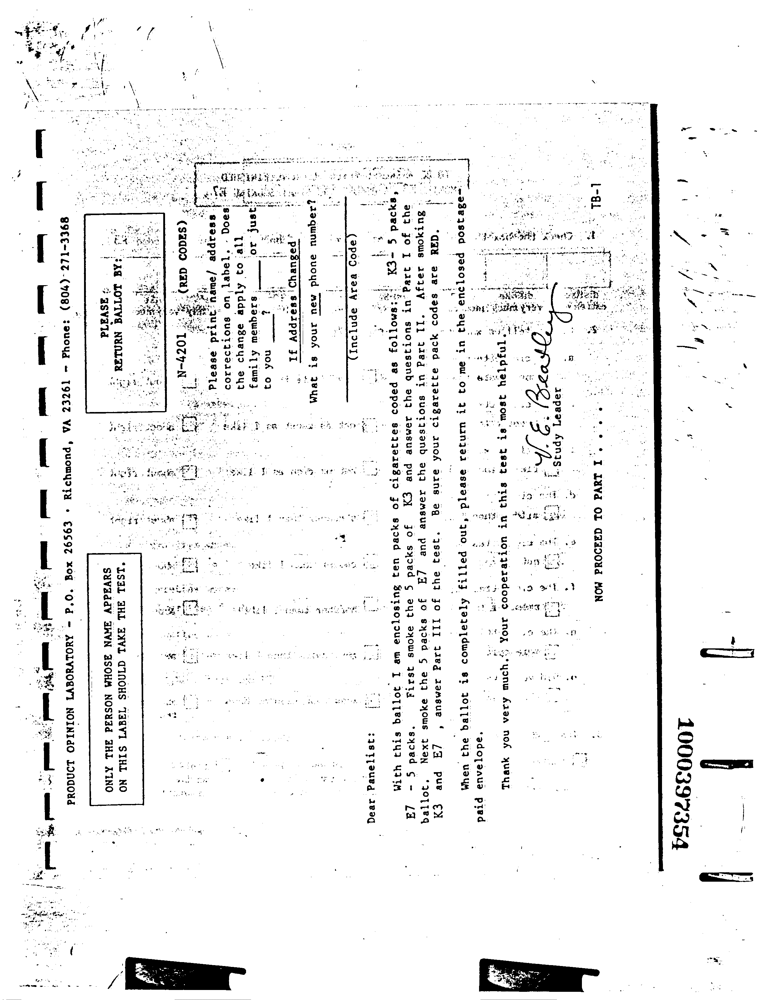 PRODUCT OPINION LABORATORY - P.O. Box 26563 · Richmond, VA 23261 - Phone: (804) 271-3368
ONLY THE PERSON WHOSE NAME APPEARS
ON THIS LABEL SHOULD TAKE THE TEST.
PLEASE
RETURN BALLOT BY:
N-4201 (RED CODES)
Please print name/ address
corrections on label. Does
the change apply to all
family members ____ or just
to you ____ ?
If Address Changed
What is your new phone number?
(Include Area Code)
Dear Panelist:
With this ballot I am enclosing ten packs of cigarettes coded as follows: K3- 5 packs,
E7 - 5 packs. First smoke the 5 packs of K3 and answer the questions in Part I of the
ballot. Next smoke the 5 packs of E7 and answer the questions in Part II. After smoking
K3 and E7 , answer Part III of the test. Be sure your cigarette pack codes are RED.
When the ballot is completely filled out, please return it to me in the enclosed postage-
paid envelope.
Thank you very much. Your cooperation in this test is most helpful.
W. E. Beatley
Study Leader
NOW PROCEED TO PART I . . . . .
TB-1
1000397354